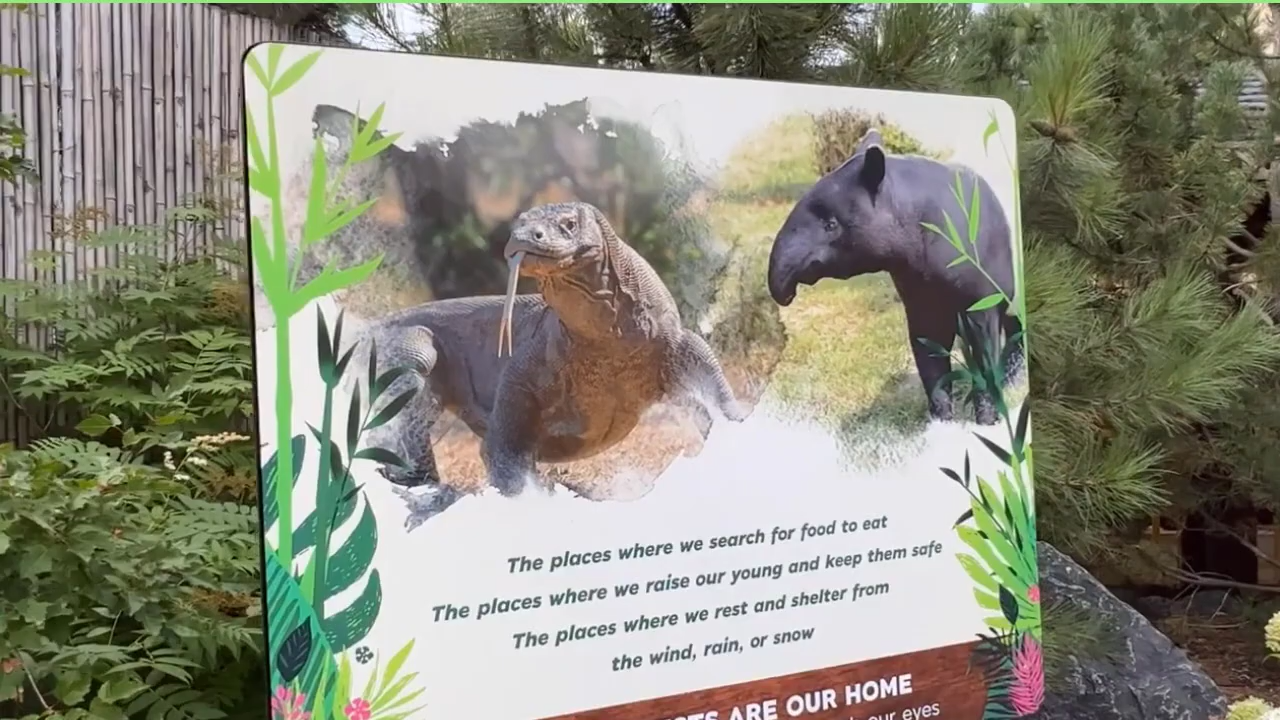 The places where we search for food to eat
The places where we raise our young and keep them safe
The places where we rest and shelter from
the wind, rain, or snow
ARE OUR HOME
our eyes